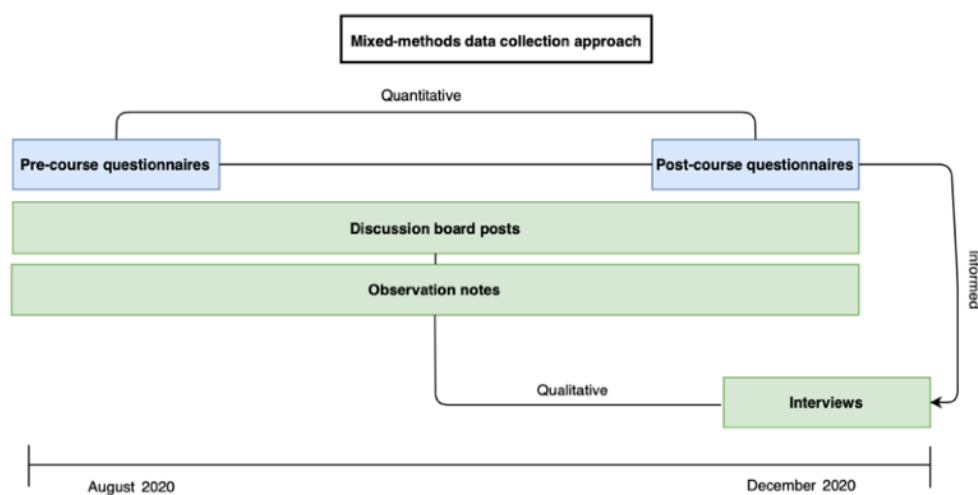 Mixed-methods data collection approach
Quantitative
Pre-course questionnaires
Post-course questionnaires
Discussion board posts
Observation notes
Informed
Qualitative
Interviews
August 2020
December 2020